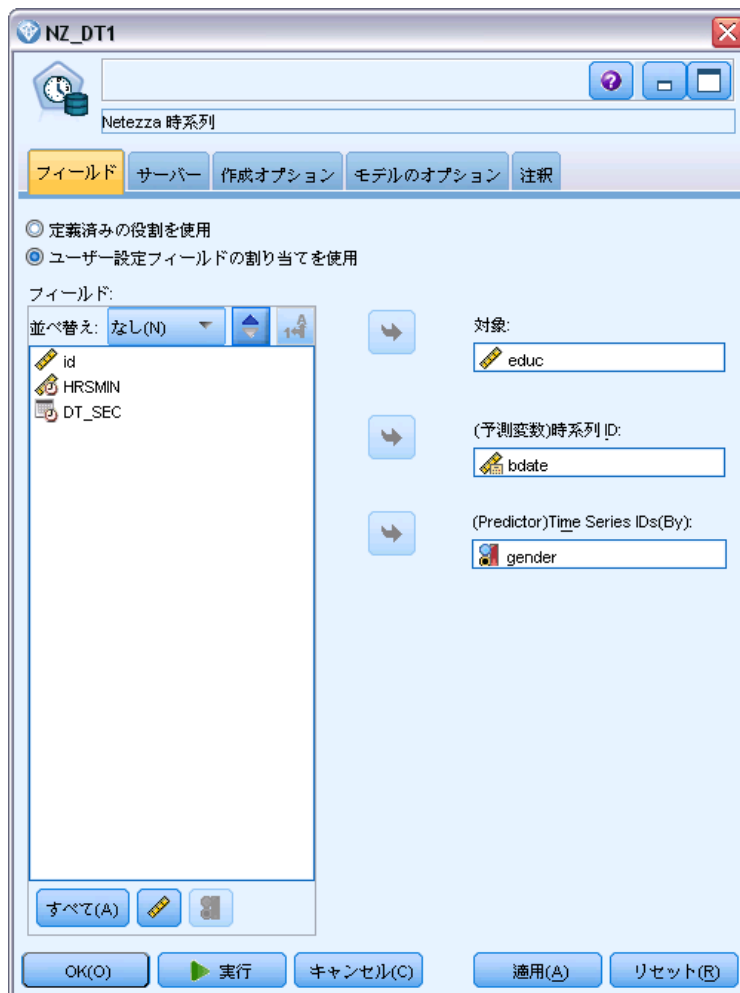 NZ_DT1
Netezza 時系列
フィールド サーバー 作成オプション モデルのオプション 注釈
定義済みの役割を使用
ユーザー設定フィールドの割り当てを使用
フィールド:
並べ替え: なし(N)
id
HRSMIN
DT_SEC
対象:
educ
(予測変数)時系列 ID:
bdate
(Predictor)Time Series IDs(By):
gender
すべて(A)
OK(O) 実行 キャンセル(C) 適用(A) リセット(R)